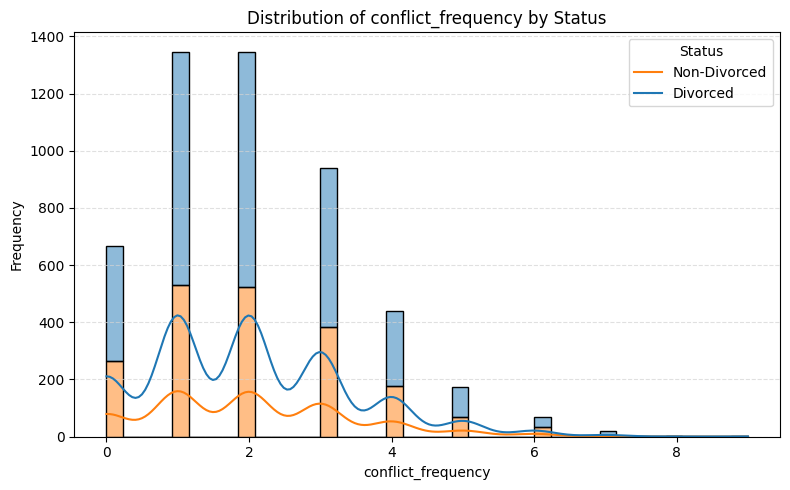 Distribution of conflict_frequency by Status
Status
Non-Divorced
Divorced
Frequency
1400
1200
1000
800
600
400
200
0
0 2 4 6 8
conflict_frequency